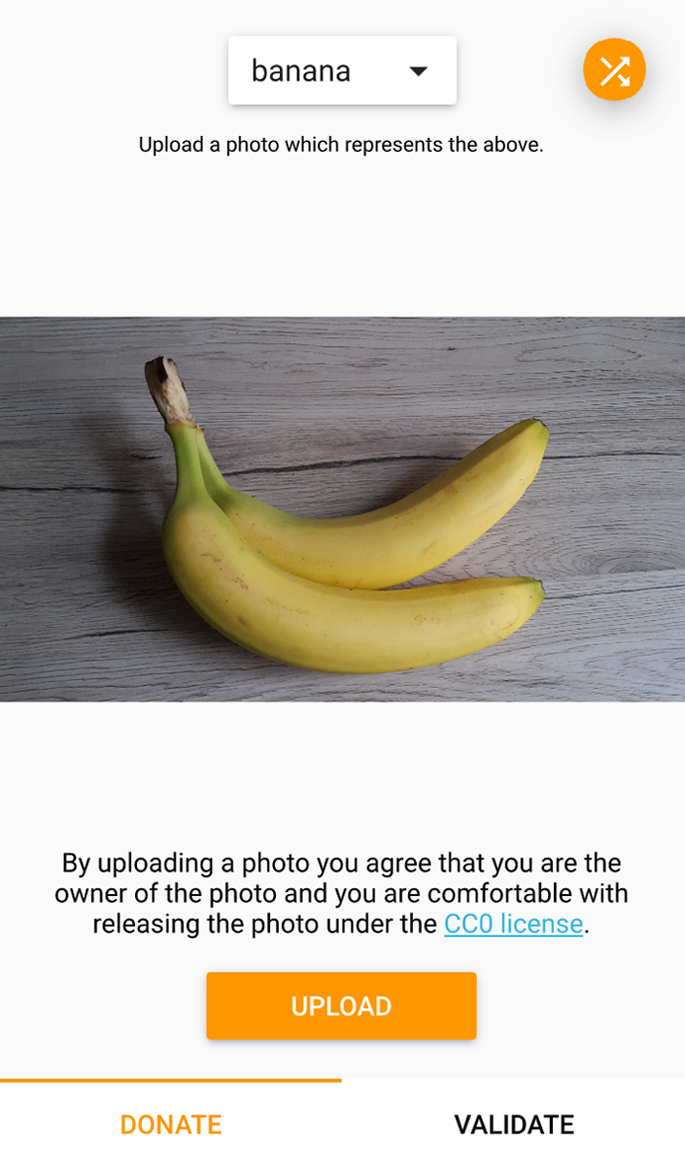 banana
Upload a photo which represents the above.
By uploading a photo you agree that you are the
owner of the photo and you are comfortable with
releasing the photo under the CC0 license.
UPLOAD
DONATE
VALIDATE